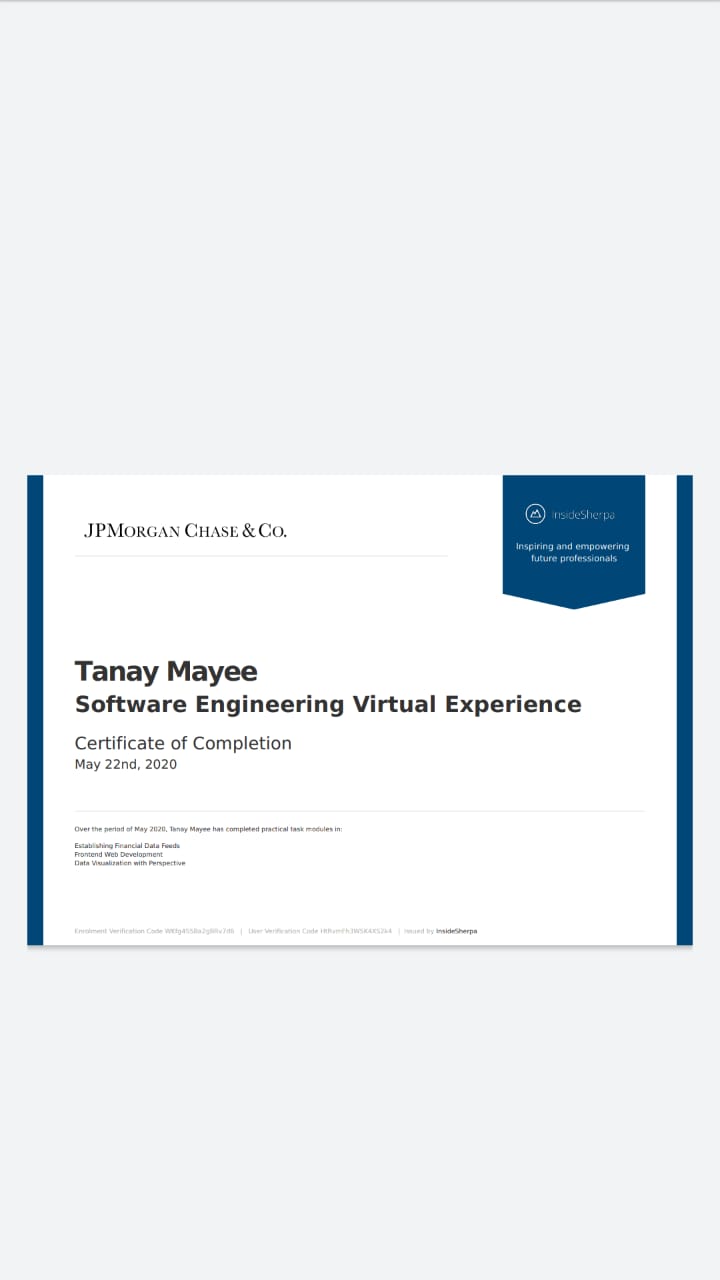 JPMORGAN CHASE & CO.
InsideSherpa
Inspiring and empowering
future professionals
Tanay Mayee
Software Engineering Virtual Experience
Certificate of Completion
May 22nd, 2020
Over the period of May 2020, Tanay Mayee has completed practical task modules in:
Establishing Financial Data Feeds
Frontend Web Development
Data Visualization with Perspective
Enrolment Verification Code | User Verification Code | Issued by InsideSherpa